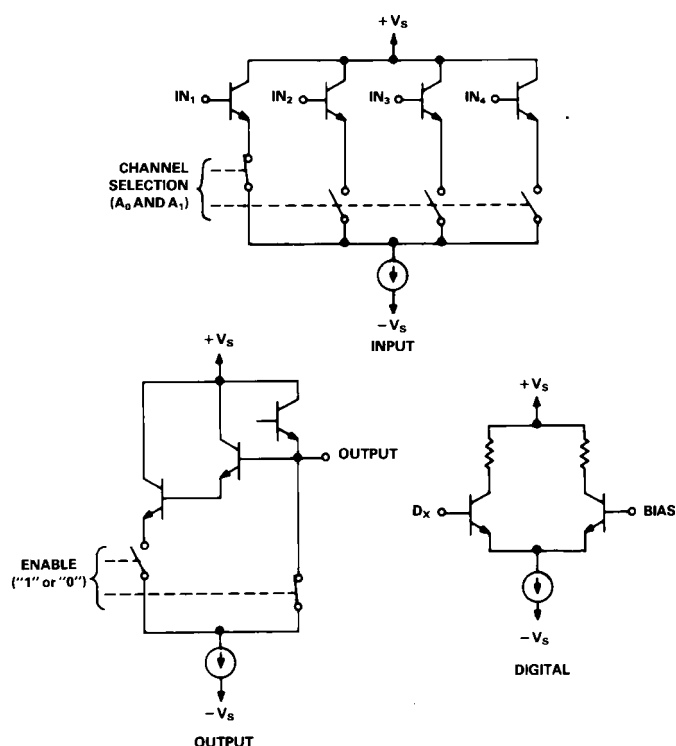 + VS
IN1
IN2
IN3
IN4
CHANNEL
SELECTION
(A0 AND A1)
− VS
INPUT
+ VS
OUTPUT
ENABLE
("1" or "0")
− VS
OUTPUT
+ VS
DX
BIAS
− VS
DIGITAL